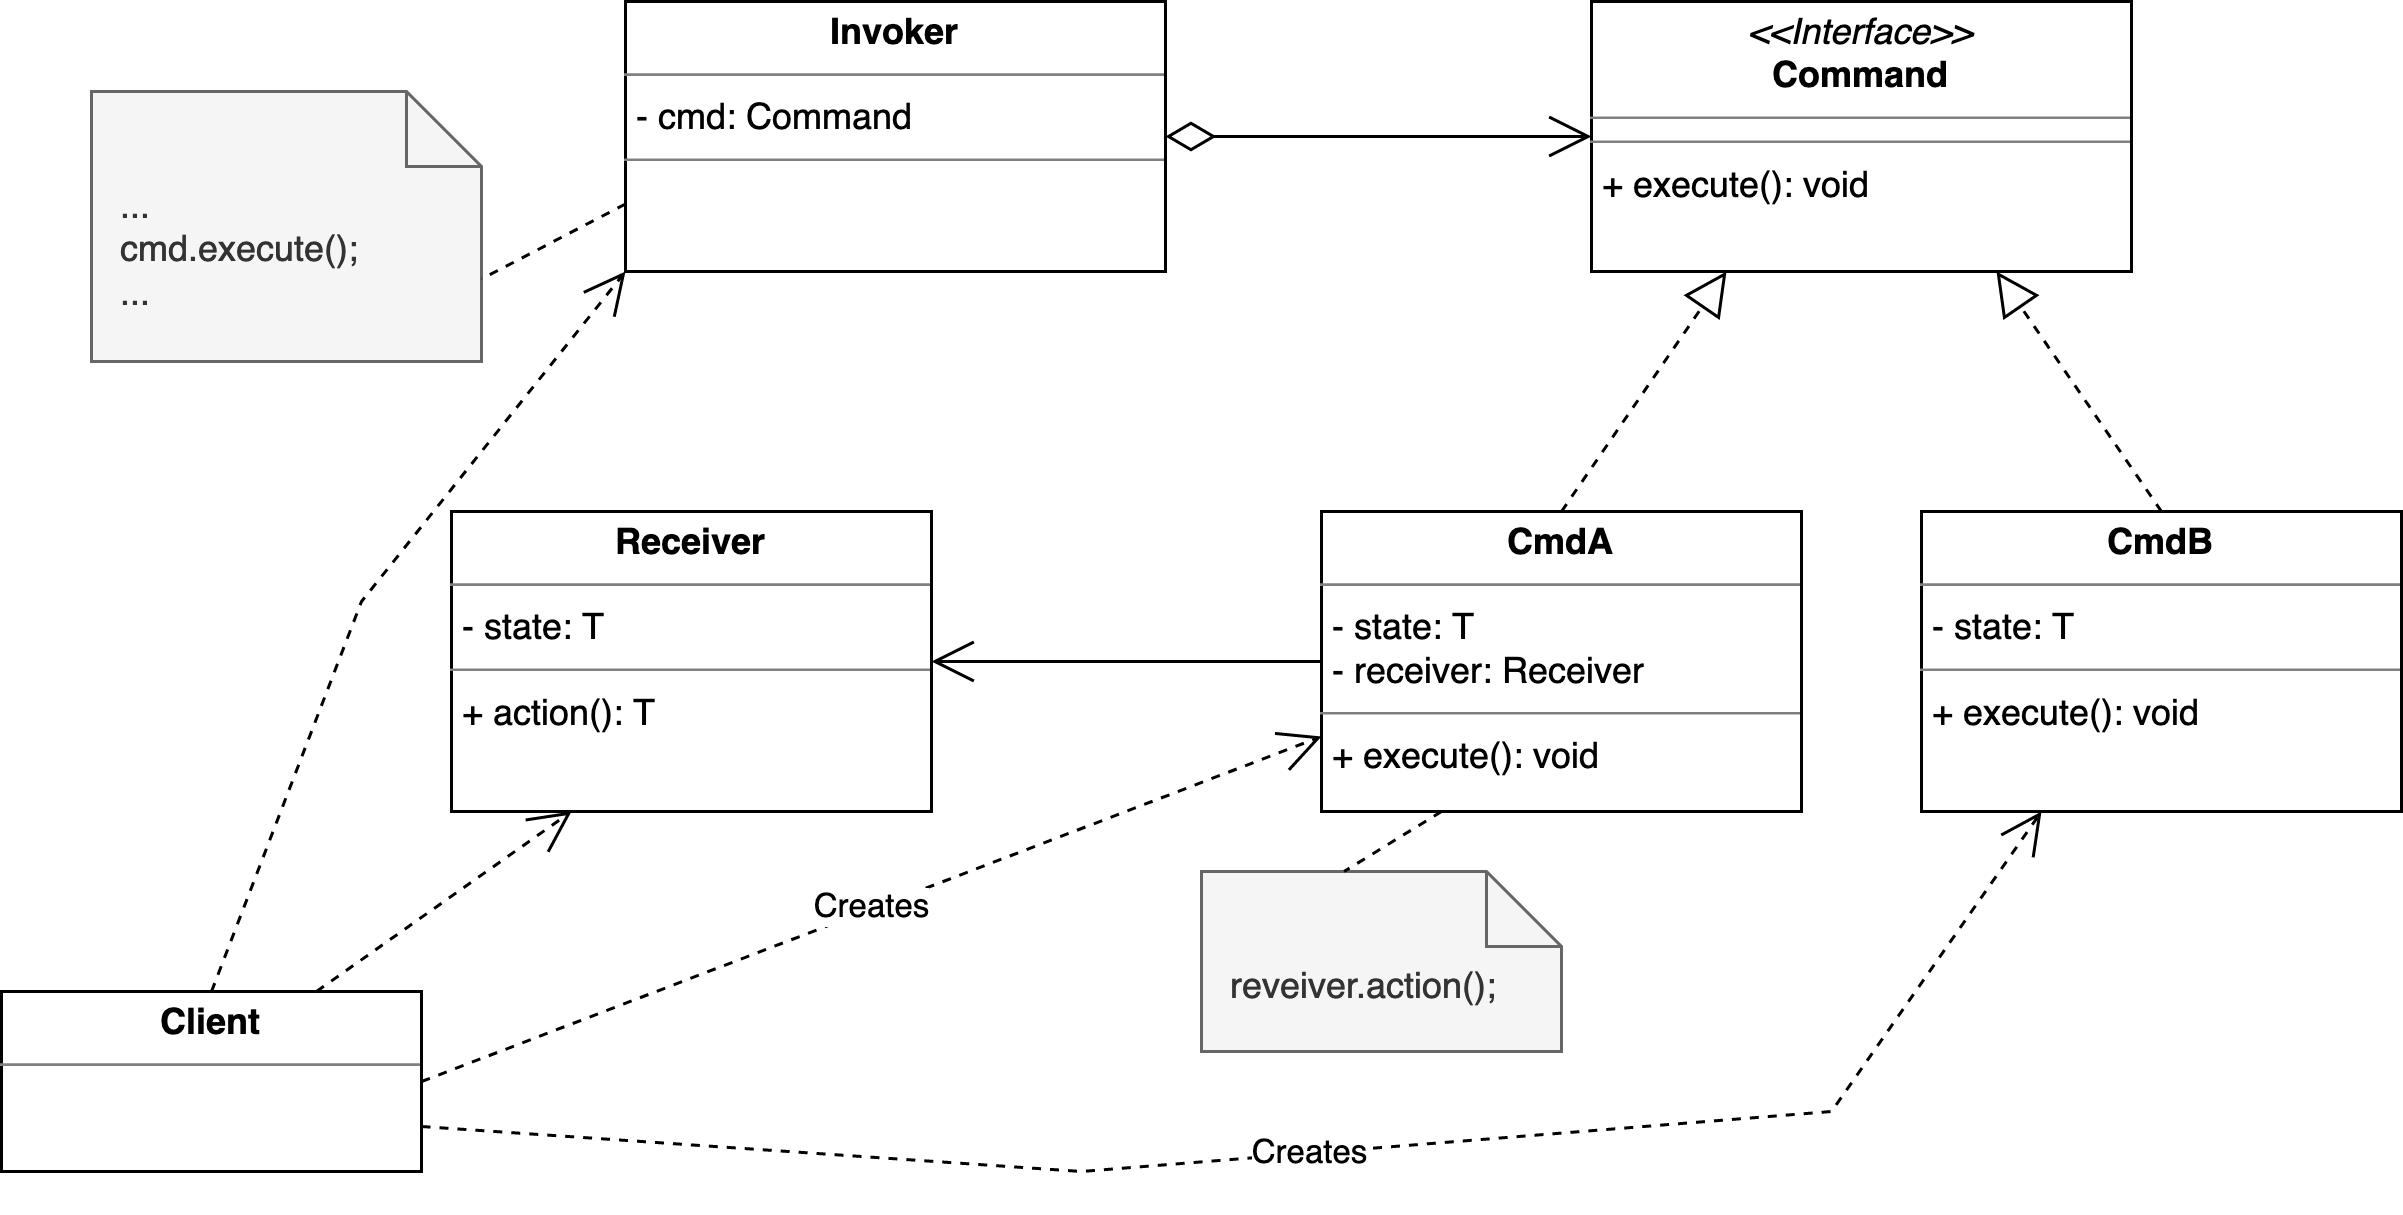 Invoker
- cmd: Command
<<Interface>>
Command
+ execute(): void
...
cmd.execute();
...
Receiver
- state: T
+ action(): T
CmdA
- state: T
- receiver: Receiver
+ execute(): void
CmdB
- state: T
+ execute(): void
Creates
reveiver.action();
Client
Creates